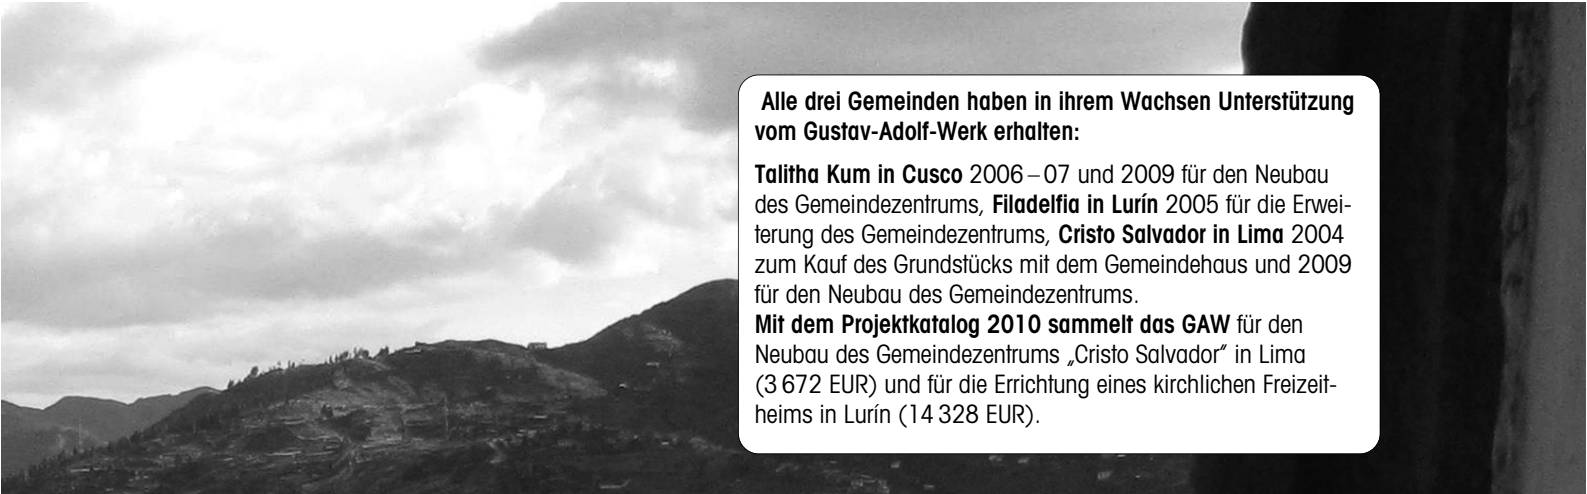 Alle drei Gemeinden haben in ihrem Wachsen Unterstützung
vom Gustav-Adolf-Werk erhalten:
Talitha Kum in Cusco 2006–07 und 2009 für den Neubau
des Gemeindezentrums, Filadelfia in Lurín 2005 für die Erwei-
terung des Gemeindezentrums, Cristo Salvador in Lima 2004
zum Kauf des Grundstücks mit dem Gemeindehaus und 2009
für den Neubau des Gemeindezentrums.
Mit dem Projektkatalog 2010 sammelt das GAW für den
Neubau des Gemeindezentrums „Cristo Salvador“ in Lima
(3 672 EUR) und für die Errichtung eines kirchlichen Freizeit-
heims in Lurín (14 328 EUR).